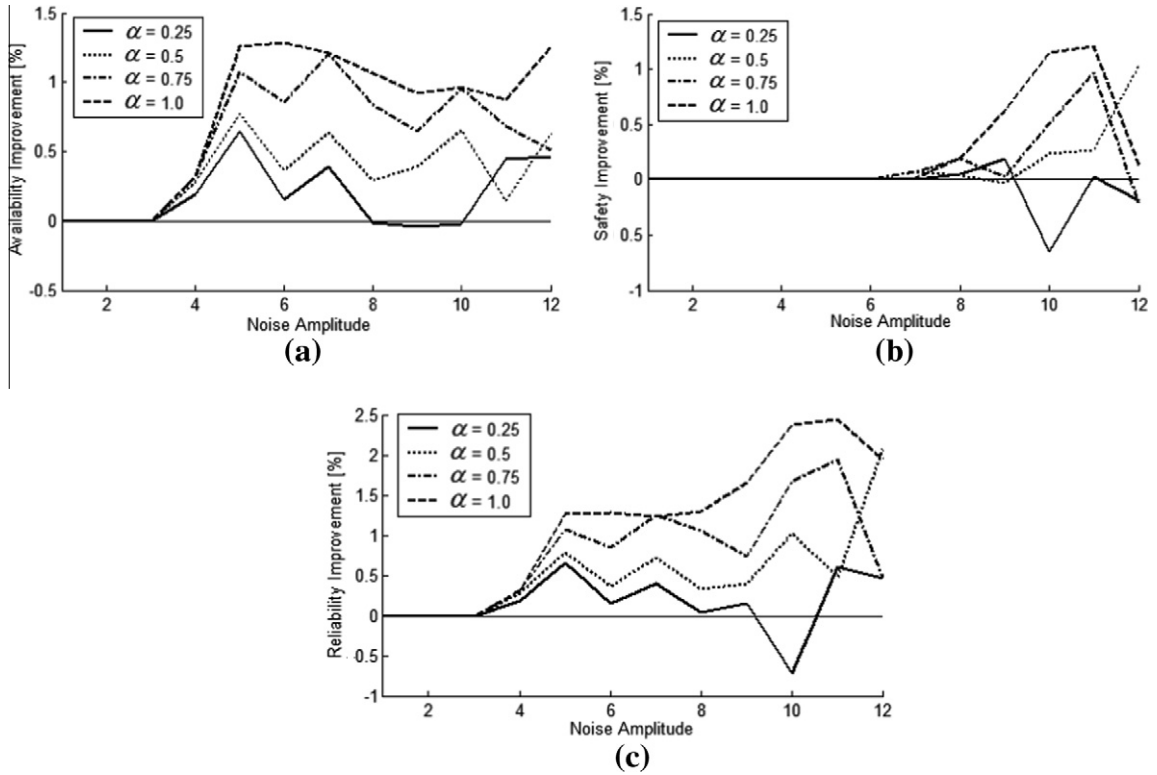 1.5
1
0.5
0
-0.5
Availability Improvement [%]
α = 0.25
α = 0.5
α = 0.75
α = 1.0
2 4 6 8 10 12
Noise Amplitude
(a)
1.5
1
0.5
0
0.5
-1
Safety Improvement [%]
α = 0.25
α = 0.5
α = 0.75
α = 1.0
2 4 6 8 10 12
Noise Amplitude
(b)
2.5
2
1.5
1
0.5
0
-0.5
-1
Reliability Improvement [%]
α = 0.25
α = 0.5
α = 0.75
α = 1.0
2 4 6 8 10 12
Noise Amplitude
(c)